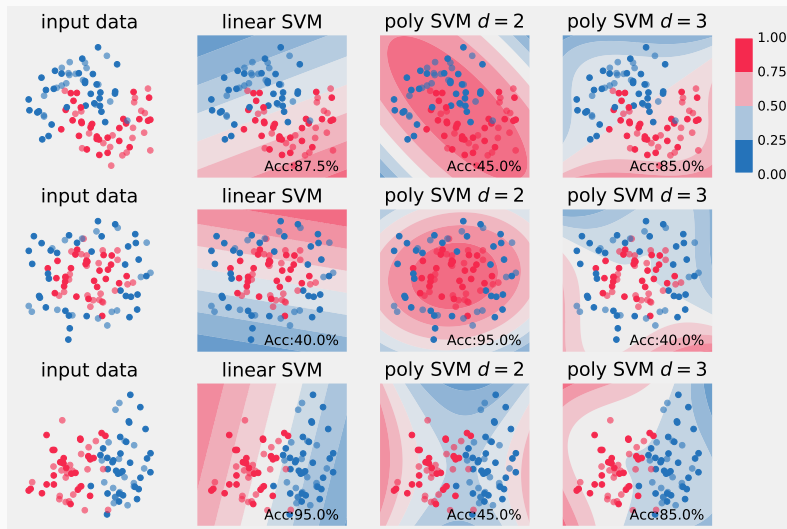 input data linear SVM poly SVM d = 2 poly SVM d = 3
1.00
0.75
0.50
0.25
0.00
Acc:87.5% Acc:45.0% Acc:85.0%
input data linear SVM poly SVM d = 2 poly SVM d = 3
Acc:40.0% Acc:95.0% Acc:40.0%
input data linear SVM poly SVM d = 2 poly SVM d = 3
Acc:95.0% Acc:45.0% Acc:85.0%